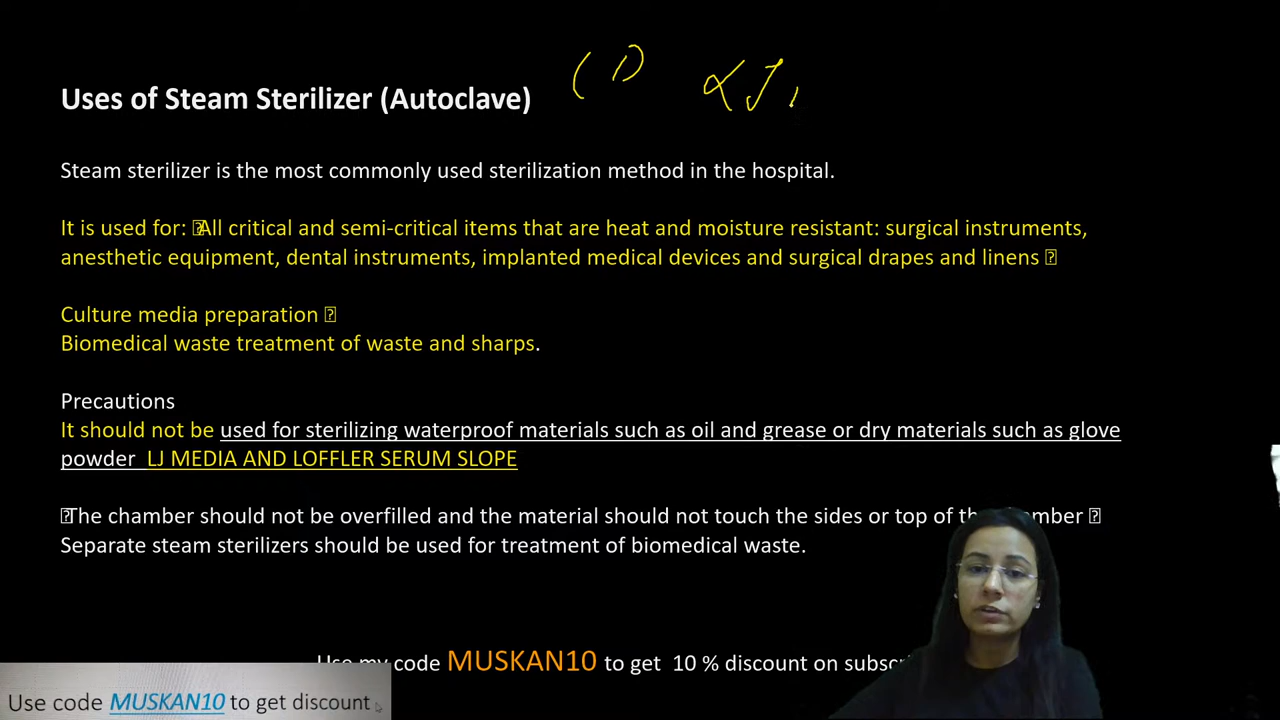 Uses of Steam Sterilizer (Autoclave)
Steam sterilizer is the most commonly used sterilization method in the hospital.
It is used for: All critical and semi-critical items that are heat and moisture resistant: surgical instruments,
anesthetic equipment, dental instruments, implanted medical devices and surgical drapes and linens
Culture media preparation
Biomedical waste treatment of waste and sharps.
Precautions
It should not be used for sterilizing waterproof materials such as oil and grease or dry materials such as glove
powder LJ MEDIA AND LOFFLER SERUM SLOPE
The chamber should not be overfilled and the material should not touch the sides or top of
Separate steam sterilizers should be used for treatment of biomedical waste.
my code MUSKAN10 to get 10 % discount on
Use code MUSKAN10 to get discount